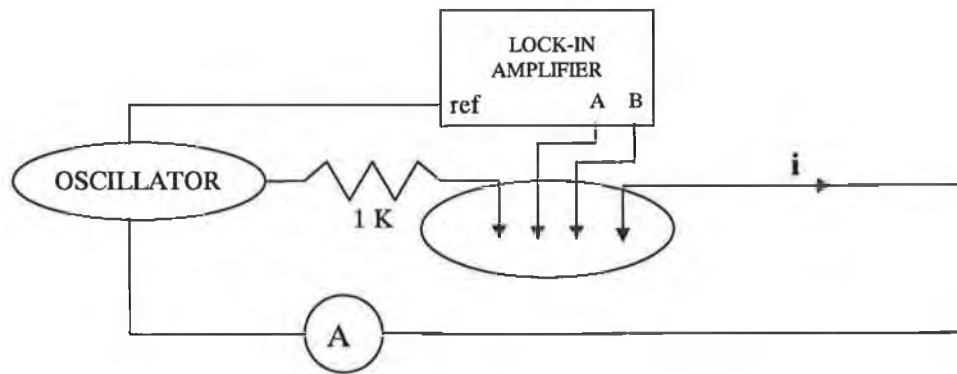 LOCK-IN
AMPLIFIER
ref
A B
OSCILLATOR
1 K
i
A